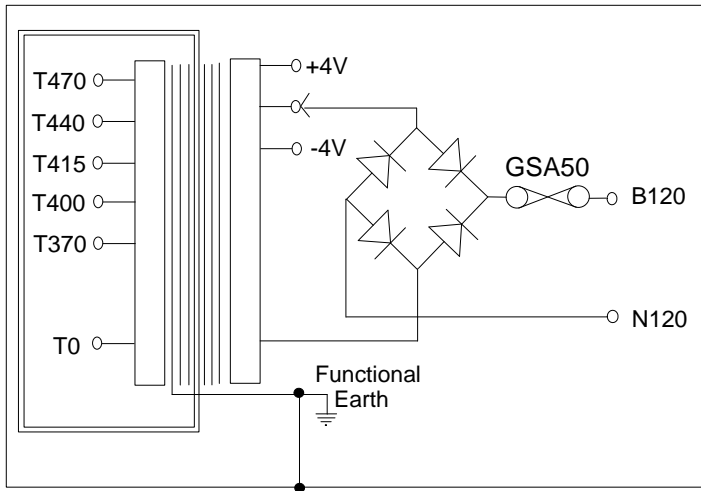 T470
T440
T415
T400
T370
T0
+4V
-4V
GSA50
B120
N120
Functional
Earth